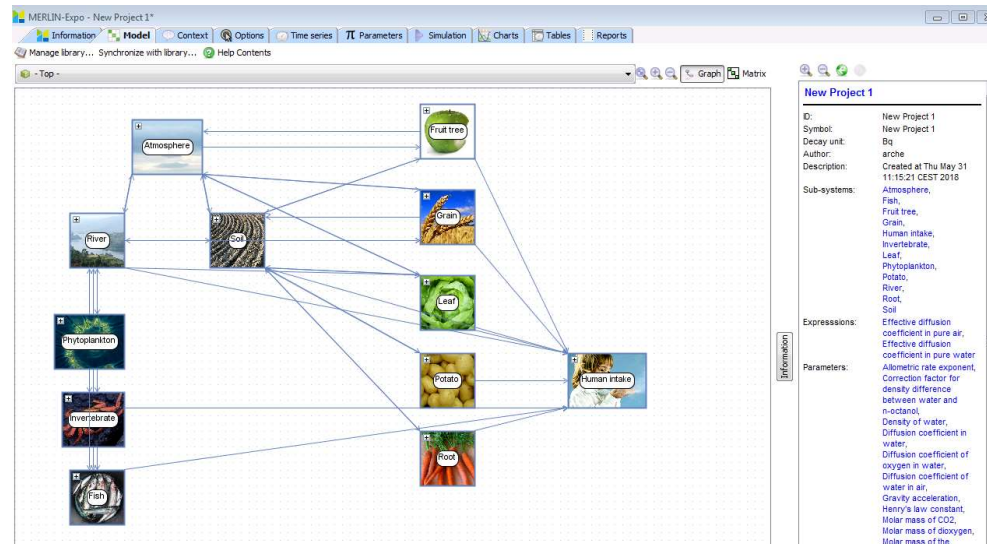 MERLIN-Expo - New Project 1*
Information Model Context Options Time series π Parameters Simulation Charts Tables Reports
Manage library... Synchronize with library... Help Contents
- Top -
Graph Matrix
Fruit tree
Atmosphere
Grain
River
Soil
Leaf
Phytoplankton
Potato
Human intake
Invertebrate
Root
Fish
Information
New Project 1
ID: New Project 1
Symbol: New Project 1
Decay unit: Bq
Author: arche
Description: Created at Thu May 31
11:15:21 CEST 2018
Sub-systems: Atmosphere,
Fish,
Fruit tree,
Grain,
Human intake,
Invertebrate,
Leaf,
Phytoplankton,
Potato,
River,
Root,
Soil
Expresssions: Effective diffusion
coefficient in pure air,
Effective diffusion
coefficient in pure water
Parameters: Allometric rate exponent,
Correction factor for
density difference
between water and
n-octanol,
Density of water,
Diffusion coefficient in
water,
Diffusion coefficient of
oxygen in water,
Diffusion coefficient of
water in air,
Gravity acceleration,
Henry's law constant,
Molar mass of CO2,
Molar mass of dioxygen,
Molar mass of the